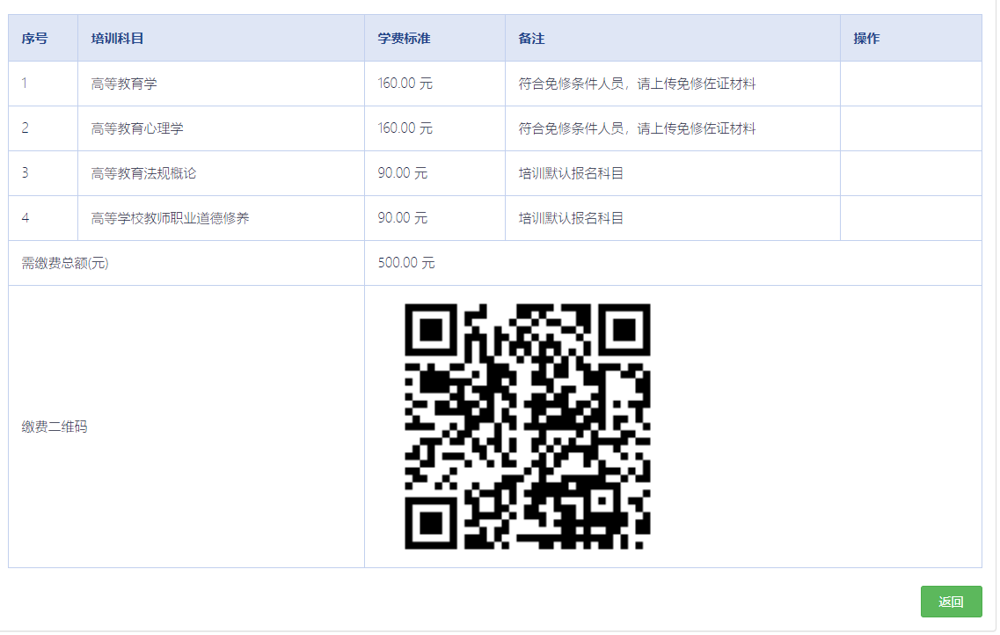 序号 培训科目 学费标准 备注 操作
1 高等教育学 160.00 元 符合免修条件人员，请上传免修佐证材料
2 高等教育心理学 160.00 元 符合免修条件人员，请上传免修佐证材料
3 高等教育法规概论 90.00 元 培训默认报名科目
4 高等学校教师职业道德修养 90.00 元 培训默认报名科目
需缴费总额(元) 500.00 元
缴费二维码
返回